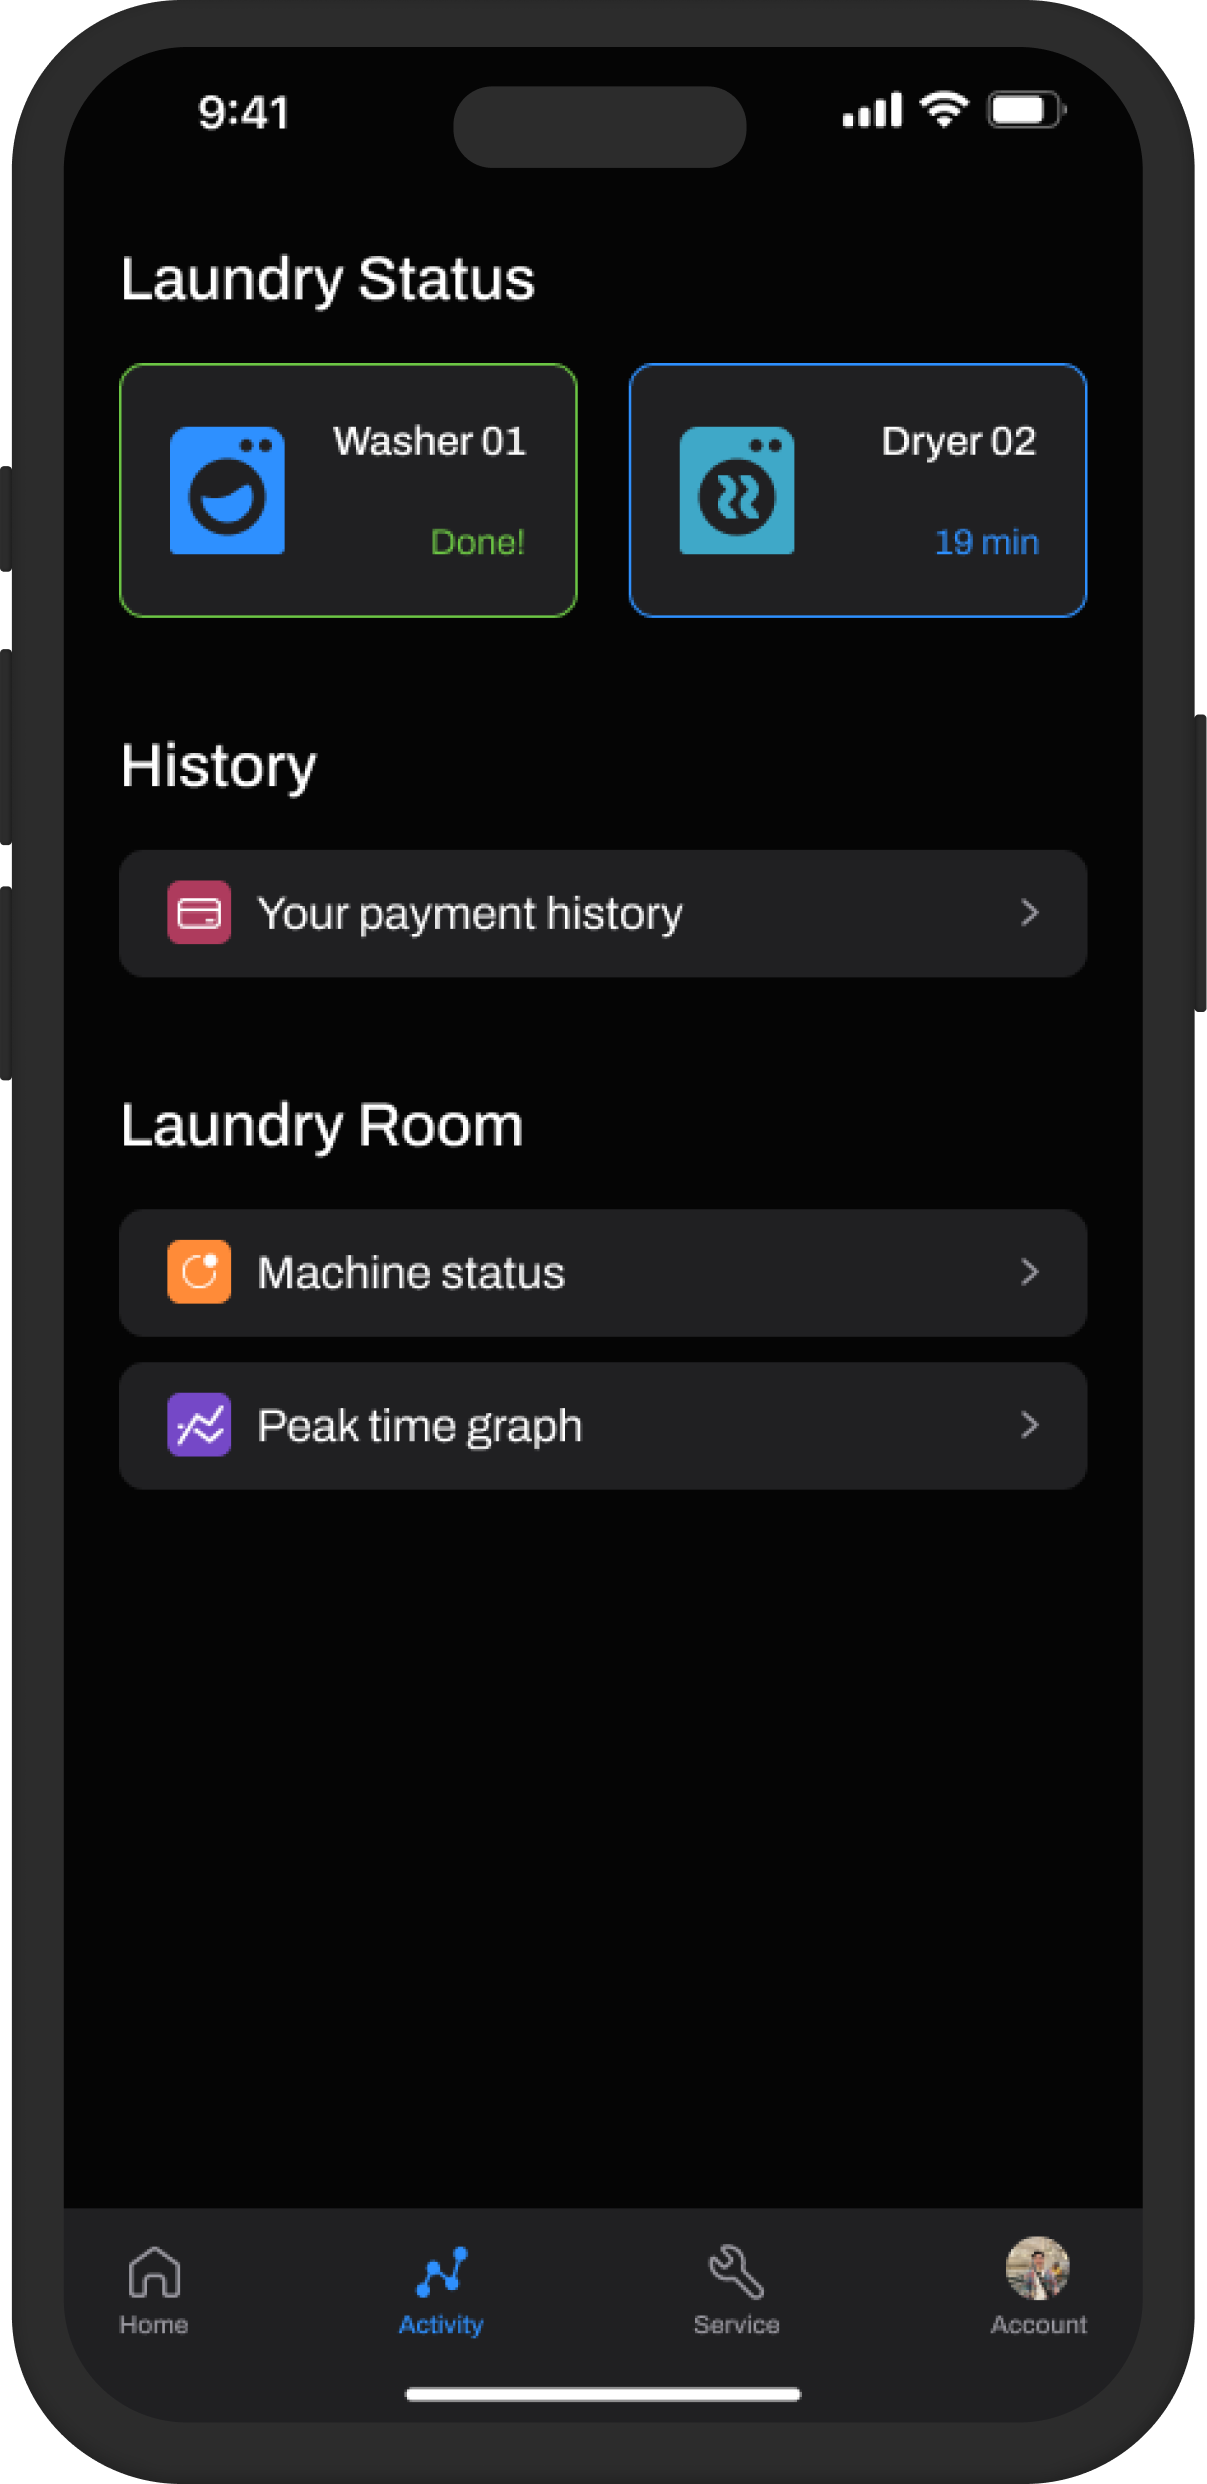 9:41
Laundry Status
Washer 01
Done!
Dryer 02
19 min
History
Your payment history
Laundry Room
Machine status
Peak time graph
Home
Activity
Service
Account